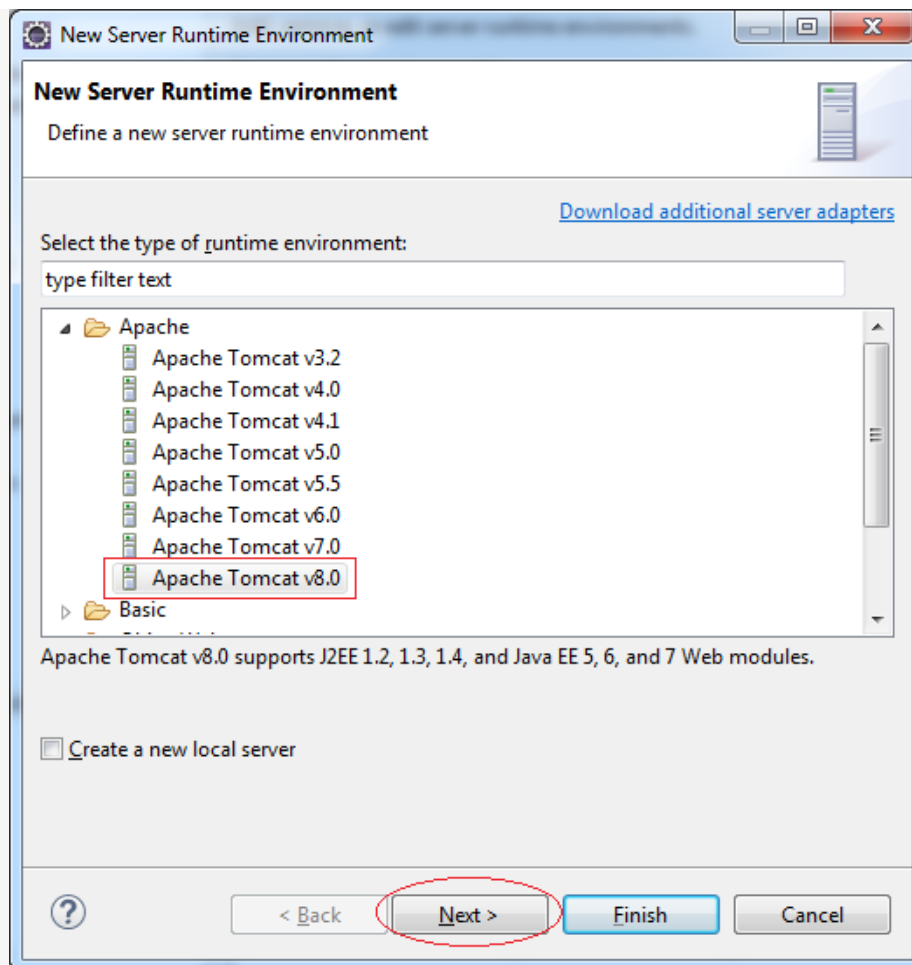 New Server Runtime Environment
New Server Runtime Environment
Define a new server runtime environment
Download additional server adapters
Select the type of runtime environment:
type filter text
Apache
Apache Tomcat v3.2
Apache Tomcat v4.0
Apache Tomcat v4.1
Apache Tomcat v5.0
Apache Tomcat v5.5
Apache Tomcat v6.0
Apache Tomcat v7.0
Apache Tomcat v8.0
Basic
Apache Tomcat v8.0 supports J2EE 1.2, 1.3, 1.4, and Java EE 5, 6, and 7 Web modules.
Create a new local server
? < Back Next > Finish Cancel